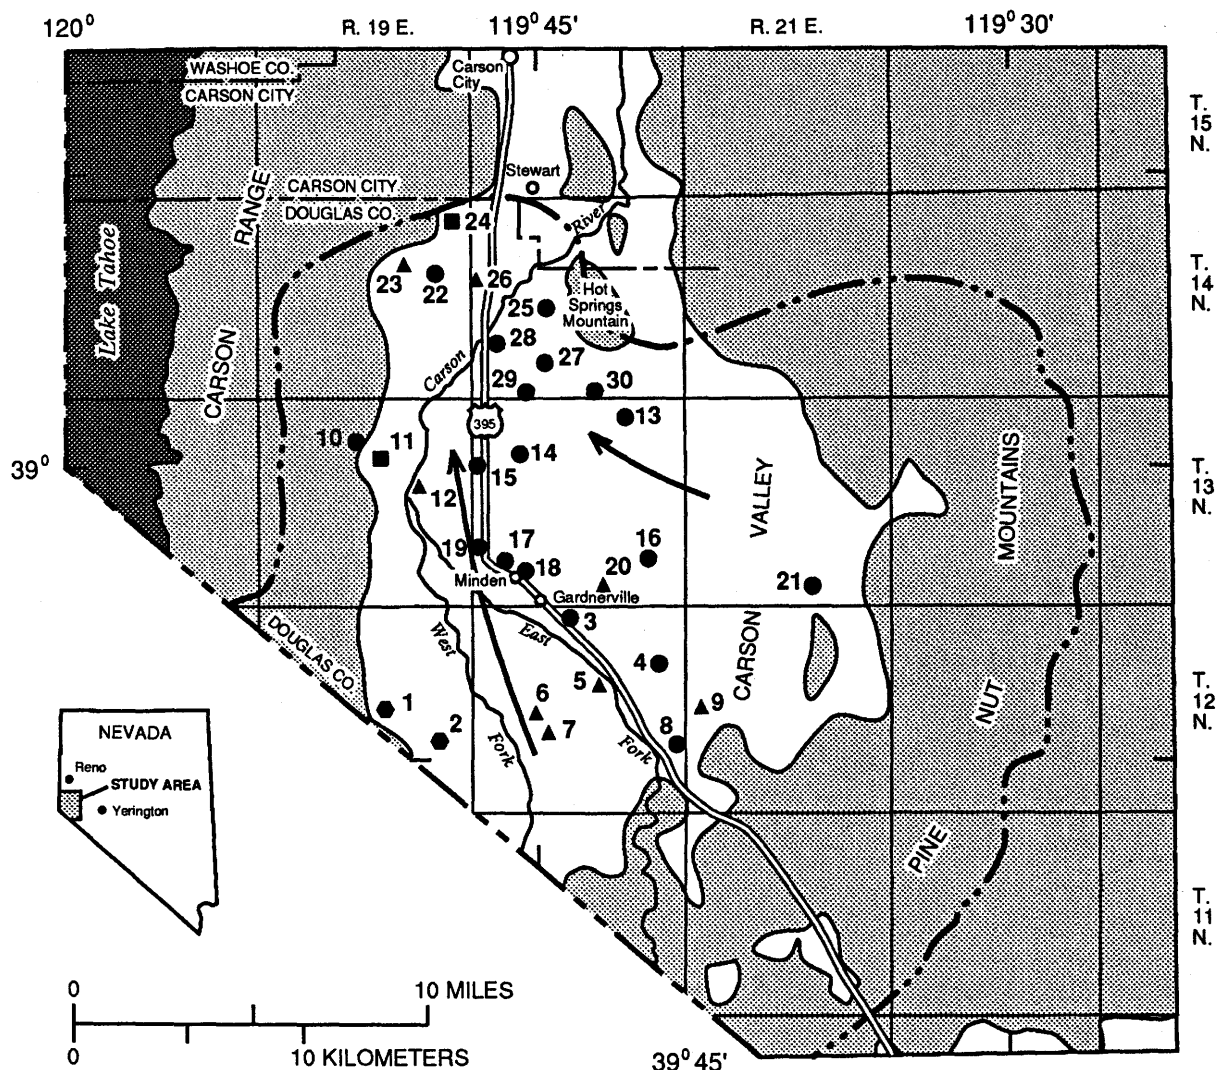 120° R. 19 E. 119° 45' R. 21 E. 119° 30'
WASHOE CO.
CARSON CITY
Carson
City
T.
15
N.
Stewart
CARSON CITY
DOUGLAS CO.
RANGE
River
24
Lake Tahoe
23
22
26
Hot
Springs
Mountain
T.
14
N.
25
28
27
CARSON
Carson
29
30
395
13
10
11
14
39°
15
12
VALLEY
MOUNTAINS
T.
13
N.
19
17
16
18
20
Minden
21
Gardnerville
3
DOUGLAS CO.
West
East
4
CARSON
5
1
6
9
NUT
T.
12
N.
2
7
8
Fork
Fork
NEVADA
Reno
STUDY AREA
Yerington
PINE
T.
11
N.
0 10 MILES
0 10 KILOMETERS
39° 45'